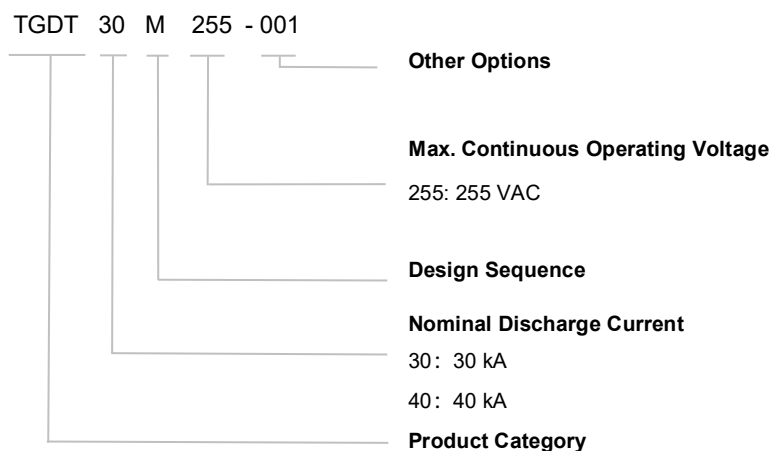 TGDT 30 M 255 - 001
Other Options
Max. Continuous Operating Voltage
255: 255 VAC
Design Sequence
Nominal Discharge Current
30：30 kA
40：40 kA
Product Category